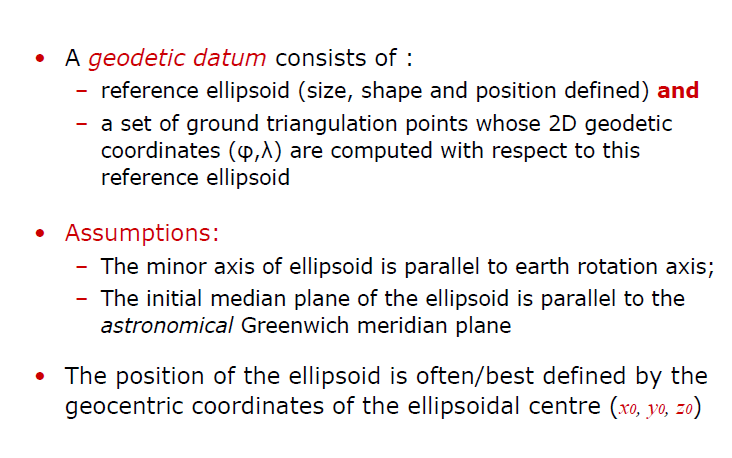 • A geodetic datum consists of :
– reference ellipsoid (size, shape and position defined) and
– a set of ground triangulation points whose 2D geodetic
coordinates (φ,λ) are computed with respect to this
reference ellipsoid
• Assumptions:
– The minor axis of ellipsoid is parallel to earth rotation axis;
– The initial median plane of the ellipsoid is parallel to the
astronomical Greenwich meridian plane
• The position of the ellipsoid is often/best defined by the
geocentric coordinates of the ellipsoidal centre (x0, y0, z0)